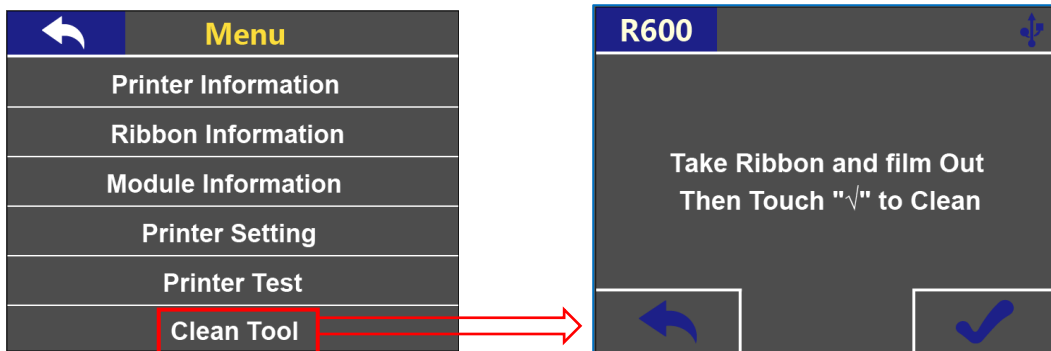 Menu
Printer Information
Ribbon Information
Module Information
Printer Setting
Printer Test
Clean Tool
R600
Take Ribbon and film Out
Then Touch "√" to Clean